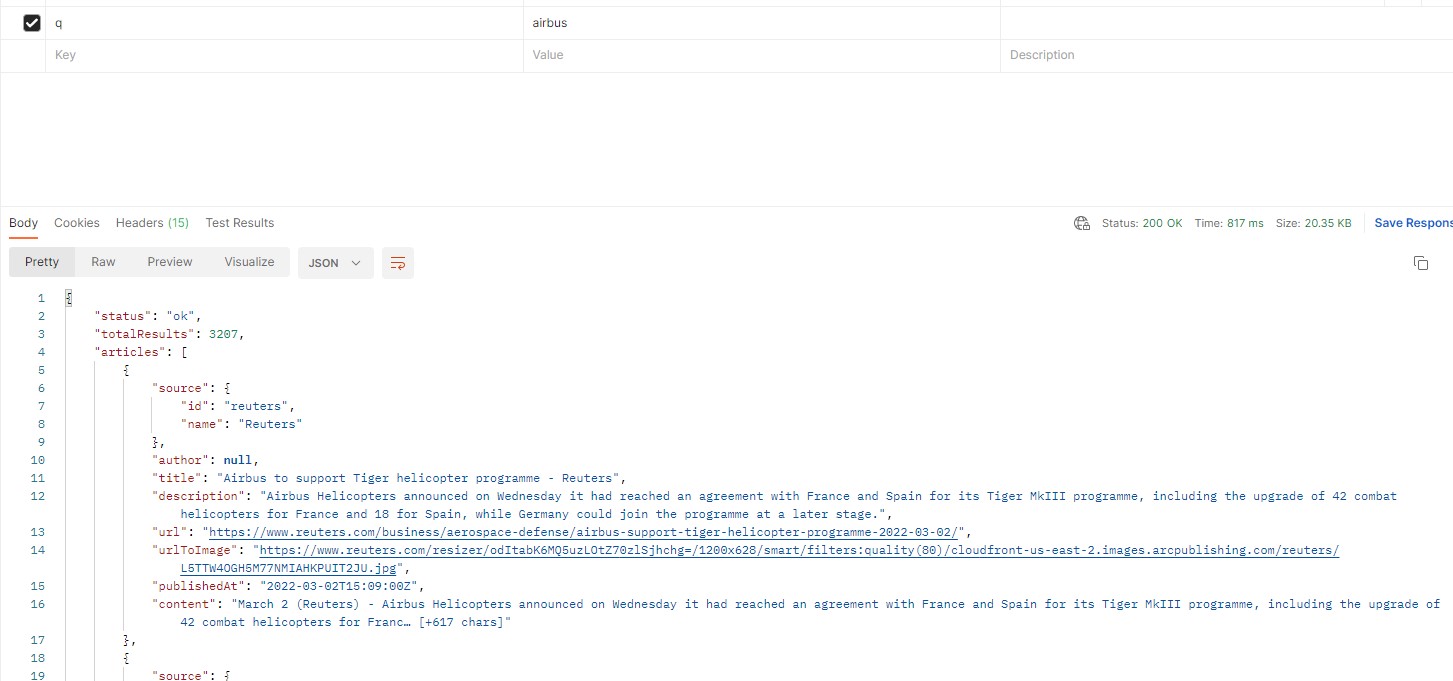 q airbus
Key Value Description
Body Cookies Headers (15) Test Results Status: 200 OK Time: 817 ms Size: 20.35 KB Save Respons
Pretty Raw Preview Visualize JSON
1 {
2 "status": "ok",
3 "totalResults": 3207,
4 "articles": [
5 {
6 "source": {
7 "id": "reuters",
8 "name": "Reuters"
9 },
10 "author": null,
11 "title": "Airbus to support Tiger helicopter programme - Reuters",
12 "description": "Airbus Helicopters announced on Wednesday it had reached an agreement with France and Spain for its Tiger MkIII programme, including the upgrade of 42 combat
helicopters for France and 18 for Spain, while Germany could join the programme at a later stage.",
13 "url": "https://www.reuters.com/business/aerospace-defense/airbus-support-tiger-helicopter-programme-2022-03-02/",
14 "urlToImage": "https://www.reuters.com/resizer/odItabK6MQ5uzLOtZ70zlSjhchg=/1200x628/smart/filters:quality(80)/cloudfront-us-east-2.images.arcpublishing.com/reuters/
L5TTW4OGH5M77NMIAHKPUIT2JU.jpg",
15 "publishedAt": "2022-03-02T15:09:00Z",
16 "content": "March 2 (Reuters) - Airbus Helicopters announced on Wednesday it had reached an agreement with France and Spain for its Tiger MkIII programme, including the upgrade of
42 combat helicopters for Franc… [+617 chars]"
17 },
18 {
19 "source": {